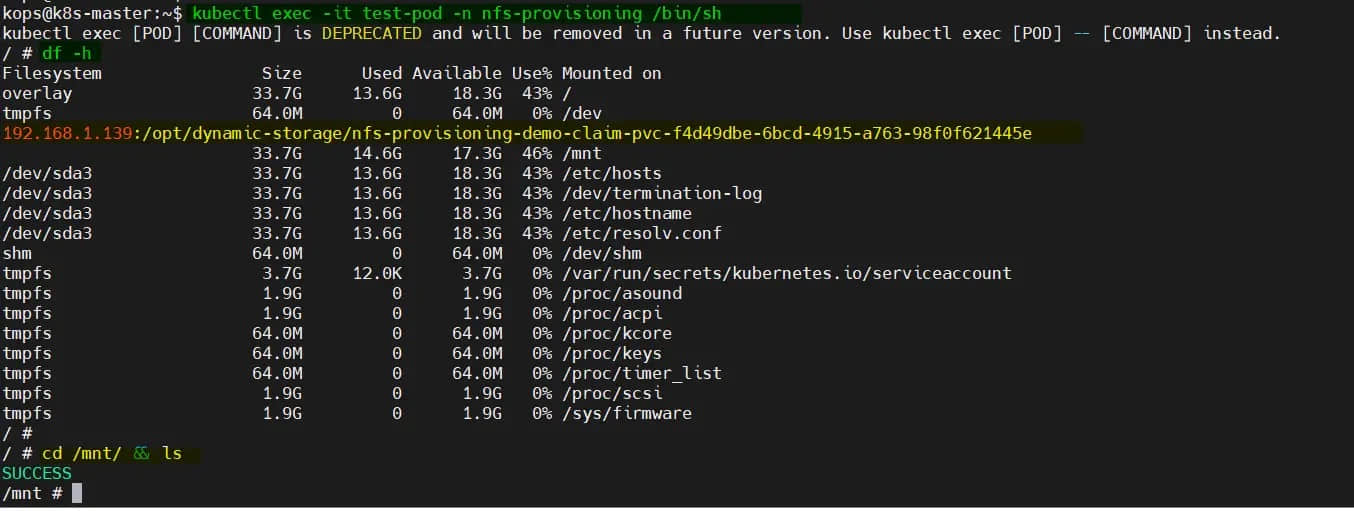 kops@k8s-master:~$ kubectl exec -it test-pod -n nfs-provisioning /bin/sh
kubectl exec [POD] [COMMAND] is DEPRECATED and will be removed in a future version. Use kubectl exec [POD] -- [COMMAND] instead.
/ # df -h
Filesystem                Size      Used Available Use% Mounted on
overlay                  33.7G     13.6G     18.3G  43% /
tmpfs                    64.0M         0     64.0M   0% /dev
192.168.1.139:/opt/dynamic-storage/nfs-provisioning-demo-claim-pvc-f4d49dbe-6bcd-4915-a763-98f0f621445e
                         33.7G     14.6G     17.3G  46% /mnt
/dev/sda3                33.7G     13.6G     18.3G  43% /etc/hosts
/dev/sda3                33.7G     13.6G     18.3G  43% /dev/termination-log
/dev/sda3                33.7G     13.6G     18.3G  43% /etc/hostname
/dev/sda3                33.7G     13.6G     18.3G  43% /etc/resolv.conf
shm                      64.0M         0     64.0M   0% /dev/shm
tmpfs                     3.7G     12.0K      3.7G   0% /var/run/secrets/kubernetes.io/serviceaccount
tmpfs                     1.9G         0      1.9G   0% /proc/asound
tmpfs                     1.9G         0      1.9G   0% /proc/acpi
tmpfs                    64.0M         0     64.0M   0% /proc/kcore
tmpfs                    64.0M         0     64.0M   0% /proc/keys
tmpfs                    64.0M         0     64.0M   0% /proc/timer_list
tmpfs                     1.9G         0      1.9G   0% /proc/scsi
tmpfs                     1.9G         0      1.9G   0% /sys/firmware
/ #
/ # cd /mnt/ && ls
SUCCESS
/mnt #